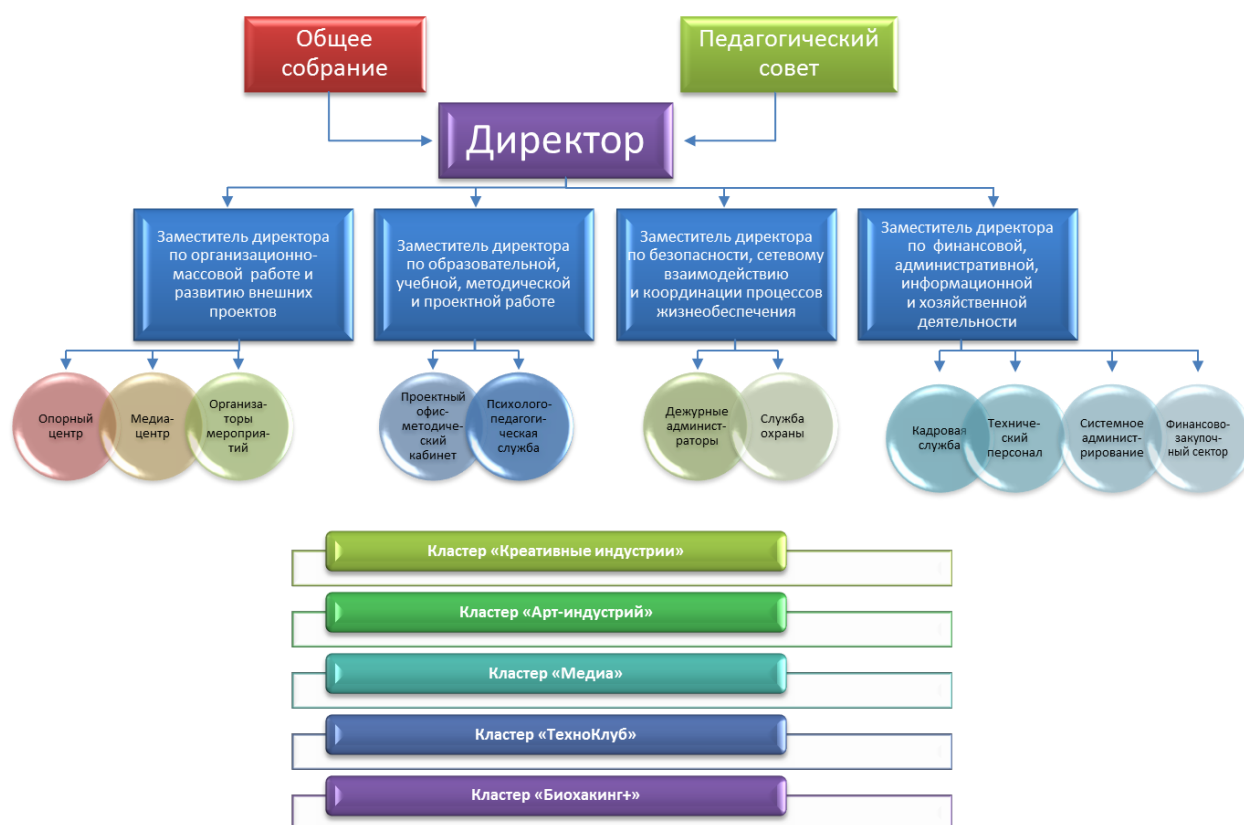 Общее
собрание
Педагогический
совет
Директор
Заместитель директора
по организационно-
массовой работе и
развитию внешних
проектов
Заместитель директора
по образовательной,
учебной, методической
и проектной работе
Заместитель директора
по безопасности, сетевому
взаимодействию
и координации процессов
жизнеобеспечения
Заместитель директора
по финансовой,
административной,
информационной
и хозяйственной
деятельности
Опорный
центр
Медиа-
центр
Организа-
торы
мероприя-
тий
Проектный
офис-
методиче-
ский
кабинет
Психолого-
педагоги-
ческая
служба
Дежурные
админист-
раторы
Служба
охраны
Кадровая
служба
Техниче-
ский
персонал
Системное
админист-
рирование
Финансово-
закупоч-
ный сектор
Кластер «Креативные индустрии»
Кластер «Арт-индустрий»
Кластер «Медиа»
Кластер «ТехноКлуб»
Кластер «Биохакинг+»